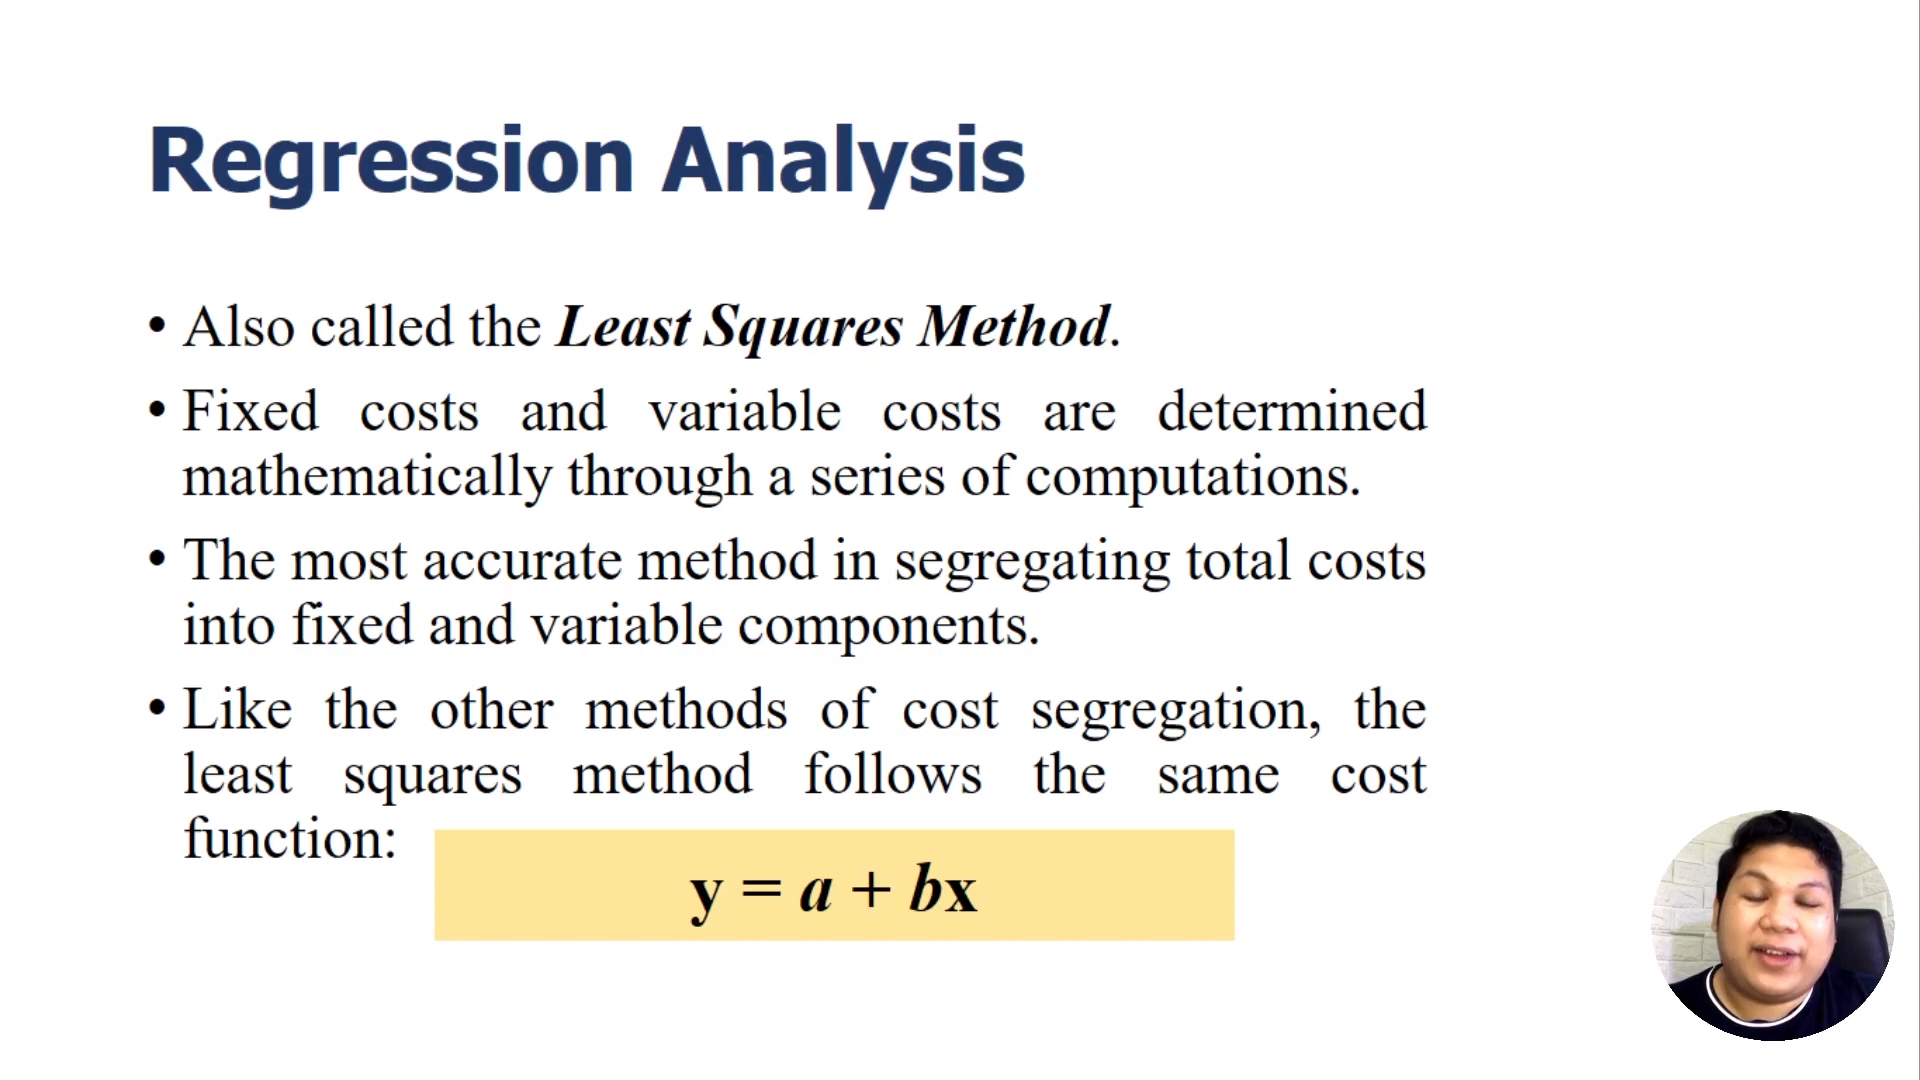 Regression Analysis
• Also called the Least Squares Method.
• Fixed costs and variable costs are determined
mathematically through a series of computations.
• The most accurate method in segregating total costs
into fixed and variable components.
• Like the other methods of cost segregation, the
least squares method follows the same cost
function:
y = a + bx